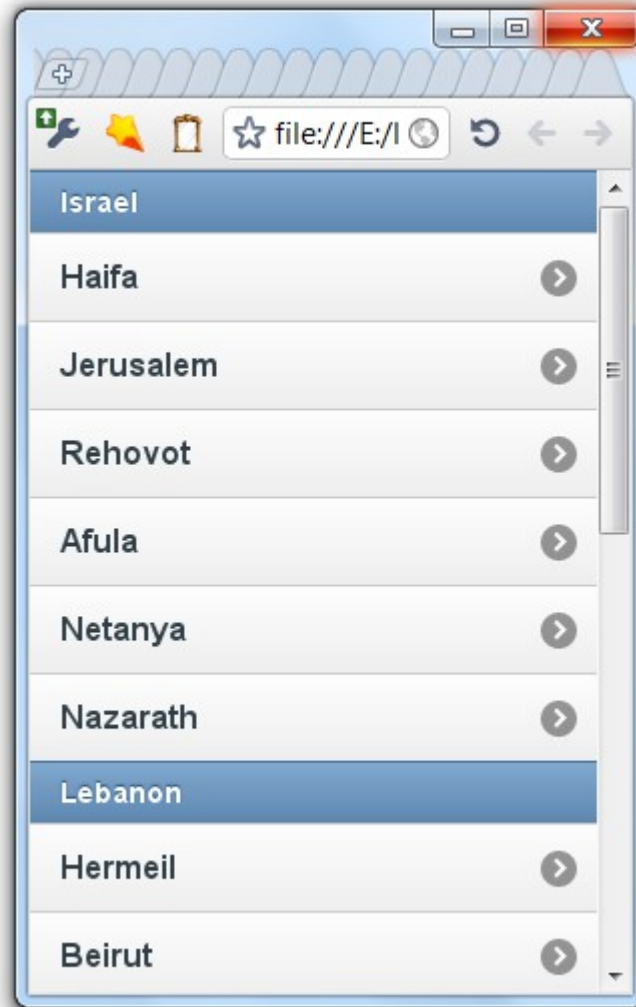 file:///E:/l
Israel
Haifa
Jerusalem
Rehovot
Afula
Netanya
Nazarath
Lebanon
Hermeil
Beirut